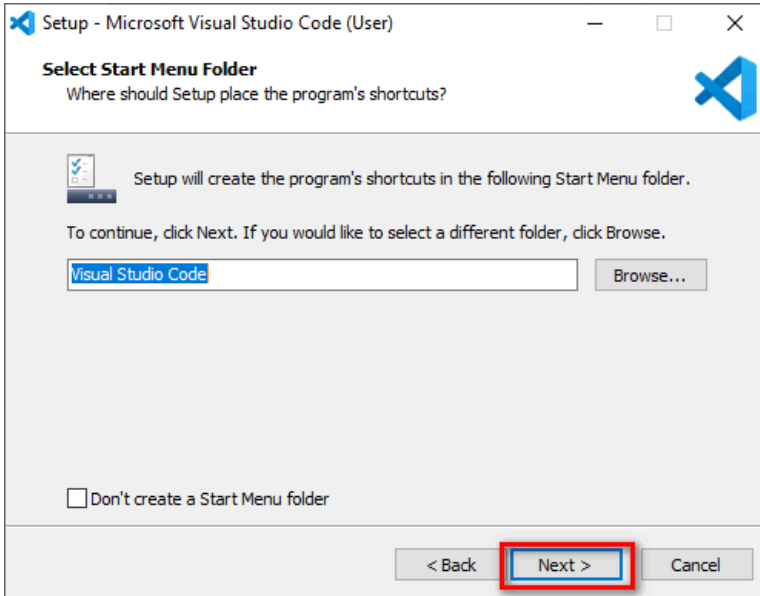 Setup - Microsoft Visual Studio Code (User)
Select Start Menu Folder
Where should Setup place the program's shortcuts?
Setup will create the program's shortcuts in the following Start Menu folder.
To continue, click Next. If you would like to select a different folder, click Browse.
Visual Studio Code
Browse...
Don't create a Start Menu folder
< Back
Next >
Cancel